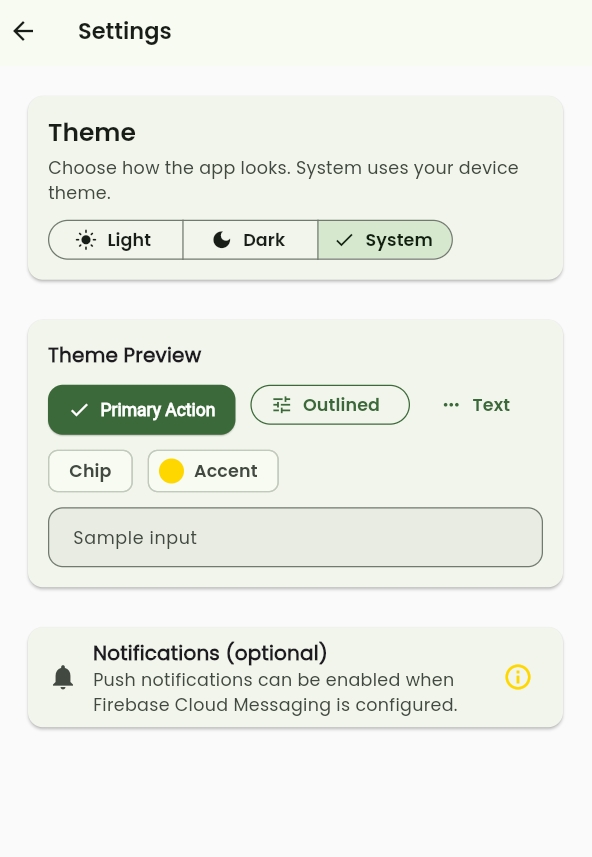 Settings
Theme
Choose how the app looks. System uses your device
theme.
Light Dark System
Theme Preview
Primary Action Outlined Text
Chip Accent
Sample input
Notifications (optional)
Push notifications can be enabled when
Firebase Cloud Messaging is configured.